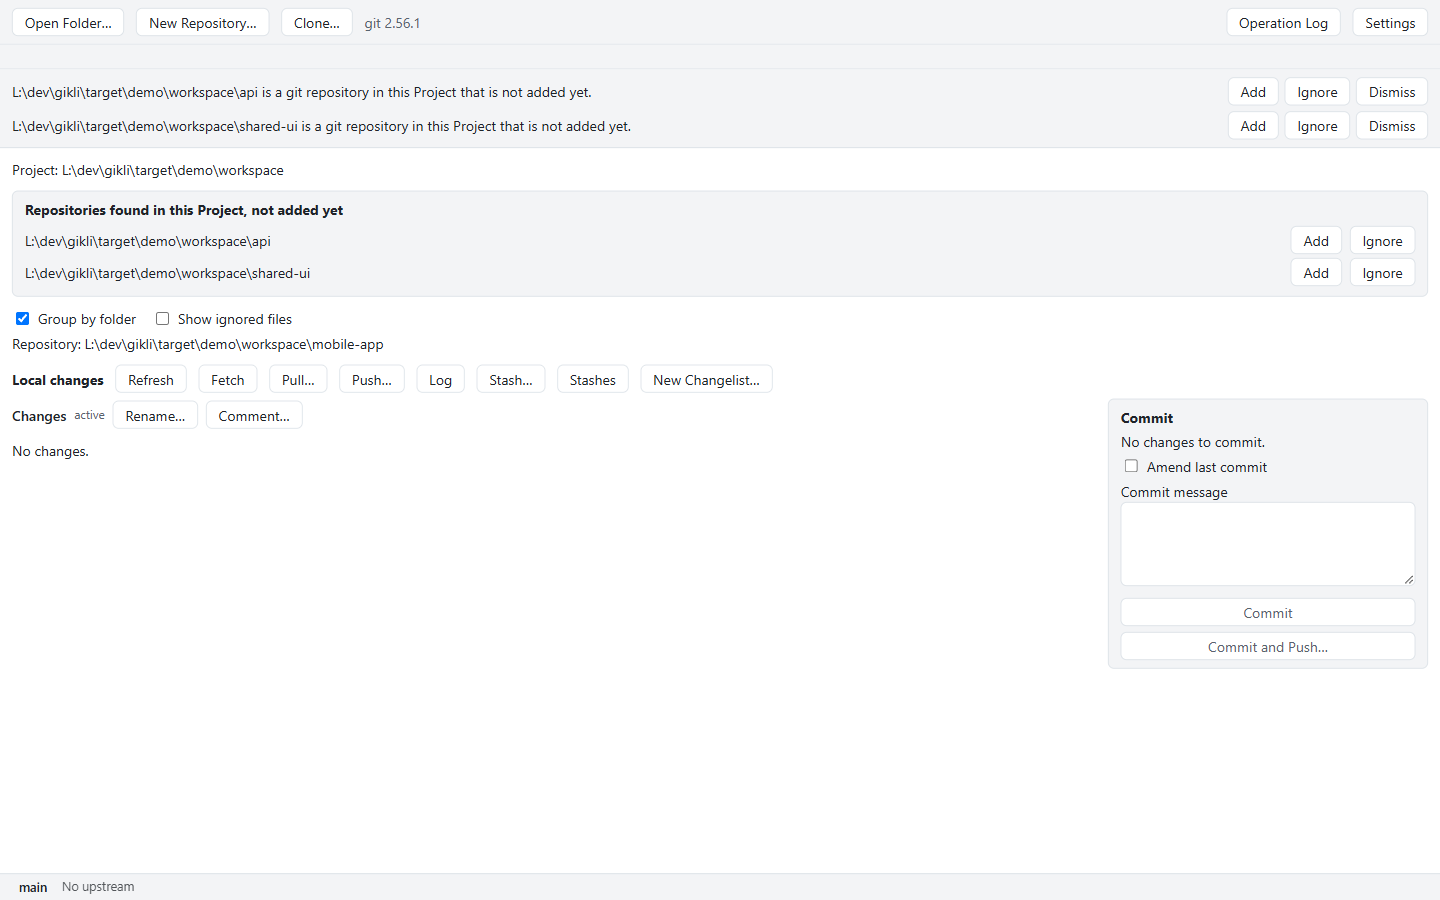 Open Folder... New Repository... Clone... git 2.56.1 Operation Log Settings
L:\dev\gikli\target\demo\workspace\api is a git repository in this Project that is not added yet. Add Ignore Dismiss
L:\dev\gikli\target\demo\workspace\shared-ui is a git repository in this Project that is not added yet. Add Ignore Dismiss
Project: L:\dev\gikli\target\demo\workspace
Repositories found in this Project, not added yet
L:\dev\gikli\target\demo\workspace\api Add Ignore
L:\dev\gikli\target\demo\workspace\shared-ui Add Ignore
Group by folder Show ignored files
Repository: L:\dev\gikli\target\demo\workspace\mobile-app
Local changes Refresh Fetch Pull... Push... Log Stash... Stashes New Changelist...
Changes active Rename... Comment...
No changes.
Commit
No changes to commit.
Amend last commit
Commit message
Commit
Commit and Push...
main No upstream